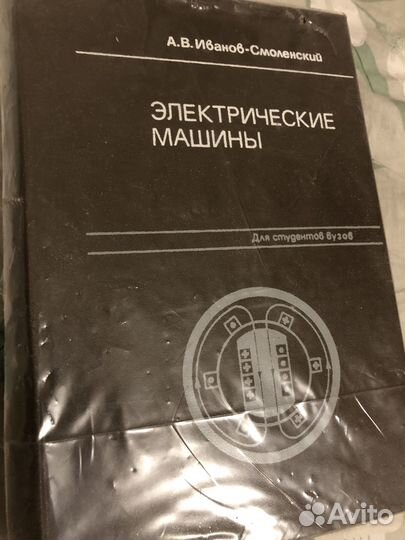 А.В.Иванов-Смоленский
ЭЛЕКТРИЧЕСКИЕ
МАШИНЫ
Для студентов вузов
Avito